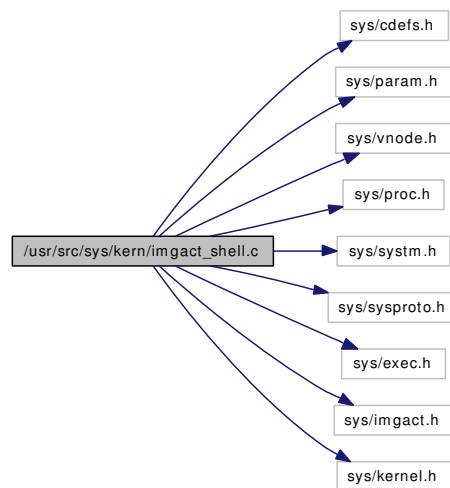 sys/cdefs.h
sys/param.h
sys/vnode.h
sys/proc.h
/usr/src/sys/kern/imgact_shell.c
sys/systm.h
sys/sysproto.h
sys/exec.h
sys/imgact.h
sys/kernel.h